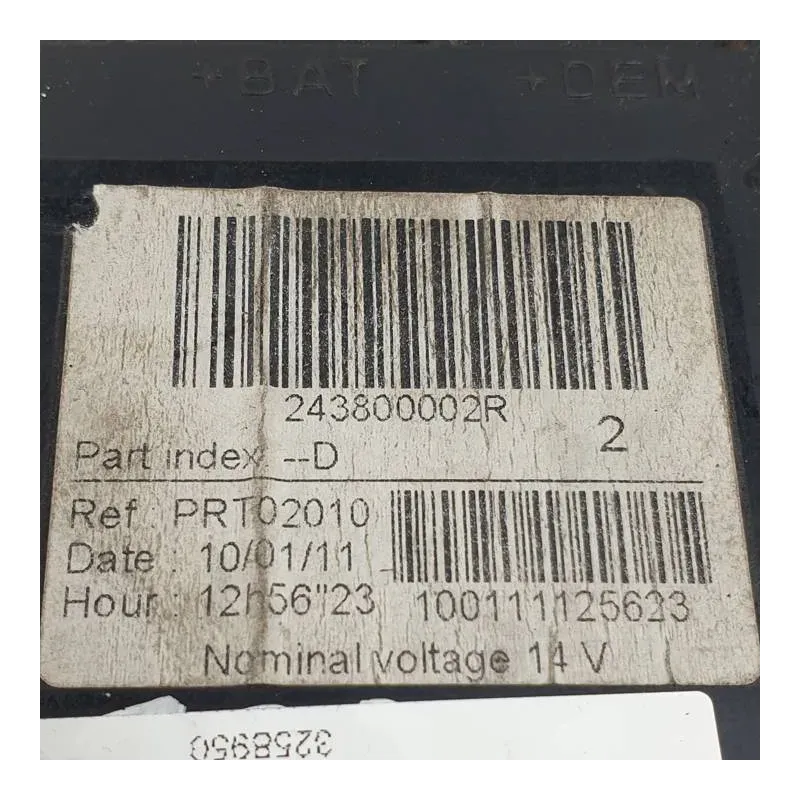 +BAT +DEM
243800002R
2
Part index --D
Ref : PRT02010
Date : 10/01/11
Hour : 12h56"23
100111125623
Nominal voltage 14 V
3258950